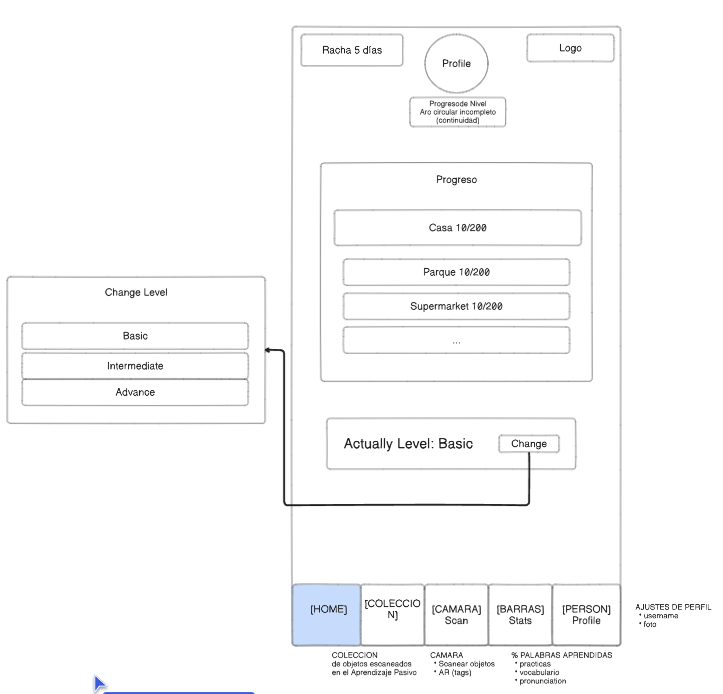 Racha 5 días
Profile
Logo
Progresode Nivel
Aro circular incompleto
(continuidad)
Progreso
Casa 10/200
Parque 10/200
Supermarket 10/200
...
Change Level
Basic
Intermediate
Advance
Actually Level: Basic
Change
[HOME]
[COLECCIO
N]
[CAMARA]
Scan
[BARRAS]
Stats
[PERSON]
Profile
AJUSTES DE PERFIL
• username
• foto
COLECCION
de objetos escaneados
en el Aprendizaje Pasivo
CAMARA
• Scanear objetos
• AR (tags)
% PALABRAS APRENDIDAS
• practicas
• vocabulario
• pronunciation